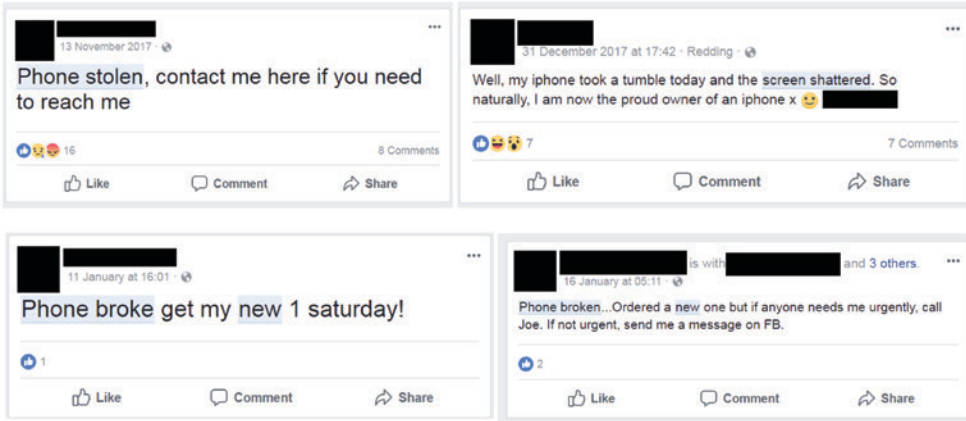 13 November 2017
Phone stolen, contact me here if you need
to reach me
16
8 Comments
Like Comment Share
31 December 2017 at 17:42 · Redding ·
Well, my iphone took a tumble today and the screen shattered. So
naturally, I am now the proud owner of an iphone x
7
7 Comments
Like Comment Share
11 January at 16:01 ·
Phone broke get my new 1 saturday!
1
Like Comment Share
is with and 3 others.
16 January at 05:11 ·
Phone broken...Ordered a new one but if anyone needs me urgently, call
Joe. If not urgent, send me a message on FB.
2
Like Comment Share